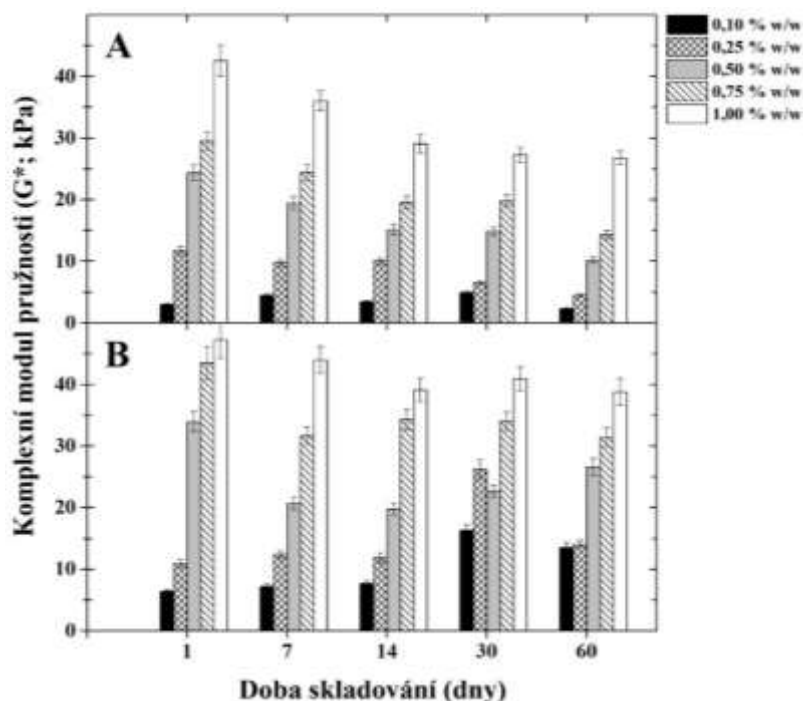 A
0,10 % w/w
0,25 % w/w
0,50 % w/w
0,75 % w/w
1,00 % w/w
40
30
20
10
0
B
40
30
20
10
0
Komplexní modul pružnosti (G*; kPa)
1 7 14 30 60
Doba skladování (dny)